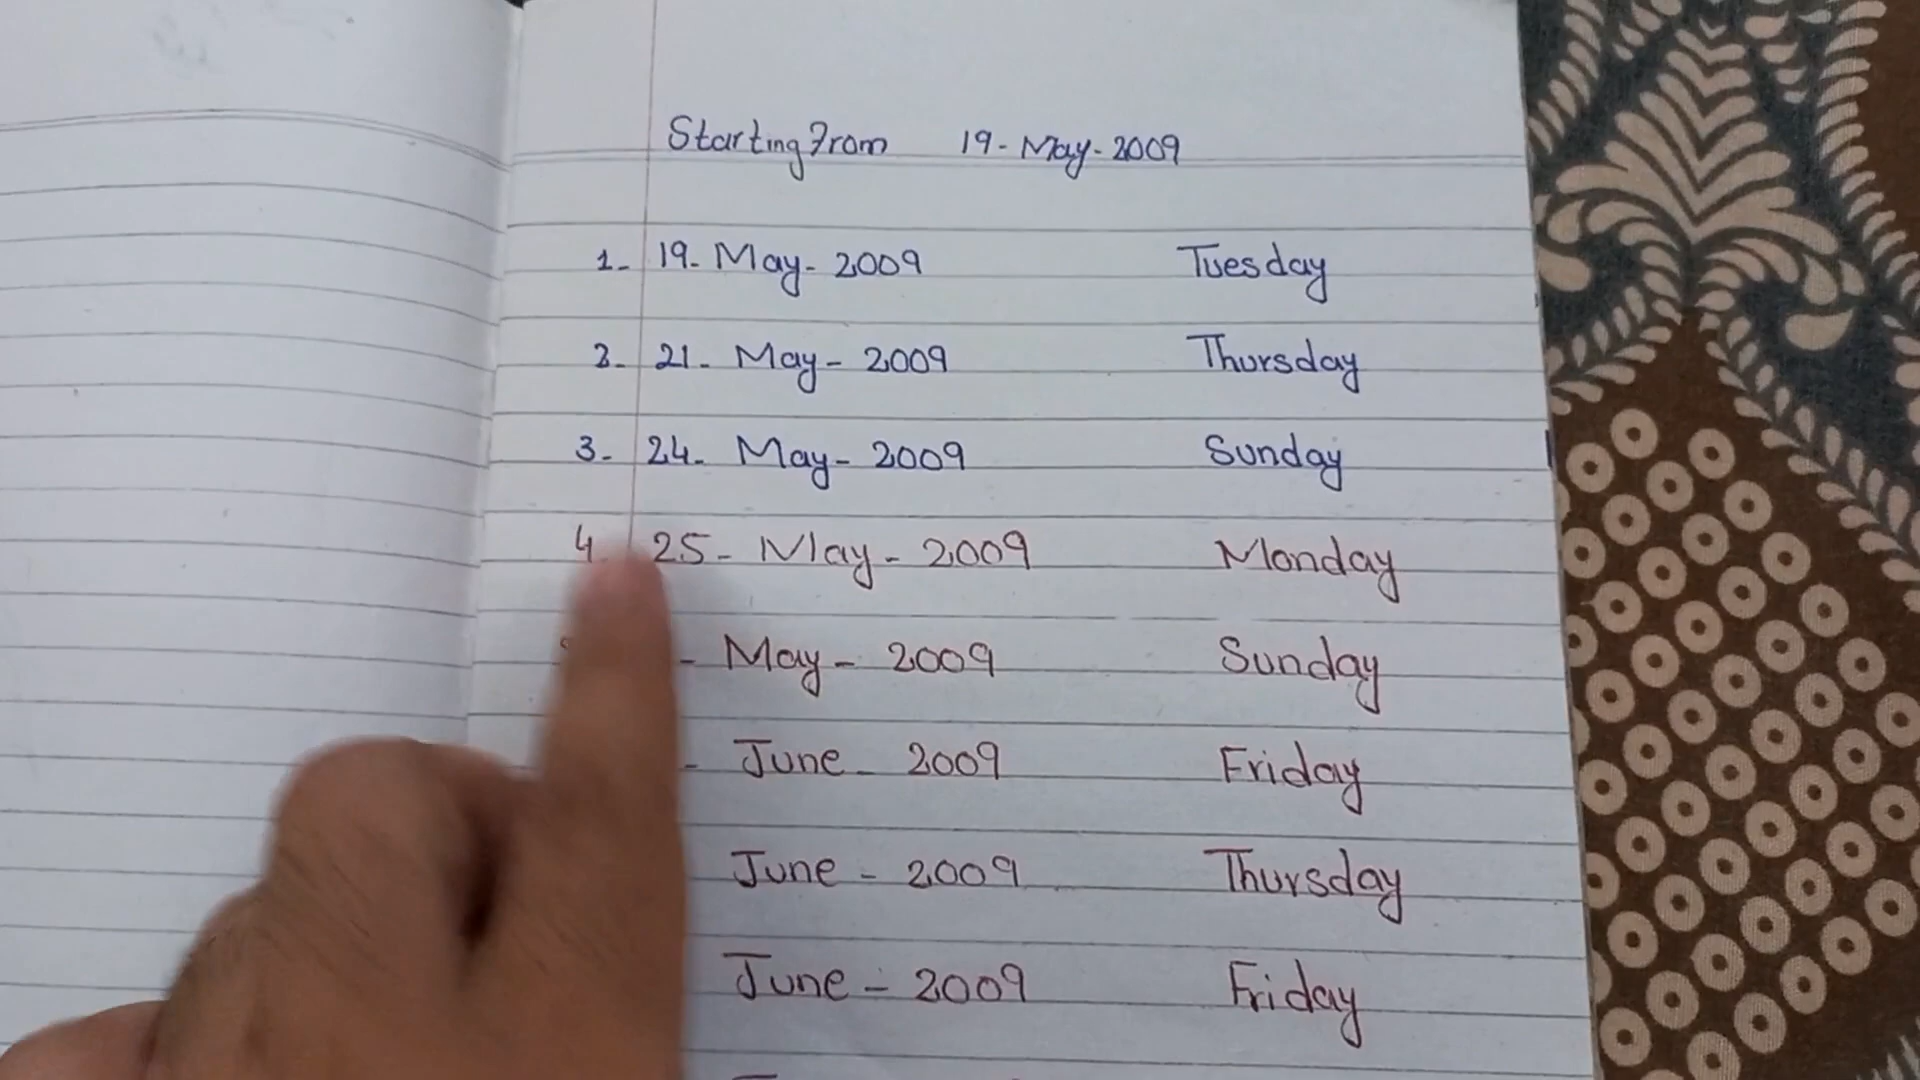 Starting From 19-May-2009
1- 19-May-2009 Tuesday
2- 21-May-2009 Thursday
3- 24-May-2009 Sunday
4- 25-May-2009 Monday
- May-2009 Sunday
- June-2009 Friday
June-2009 Thursday
June-2009 Friday